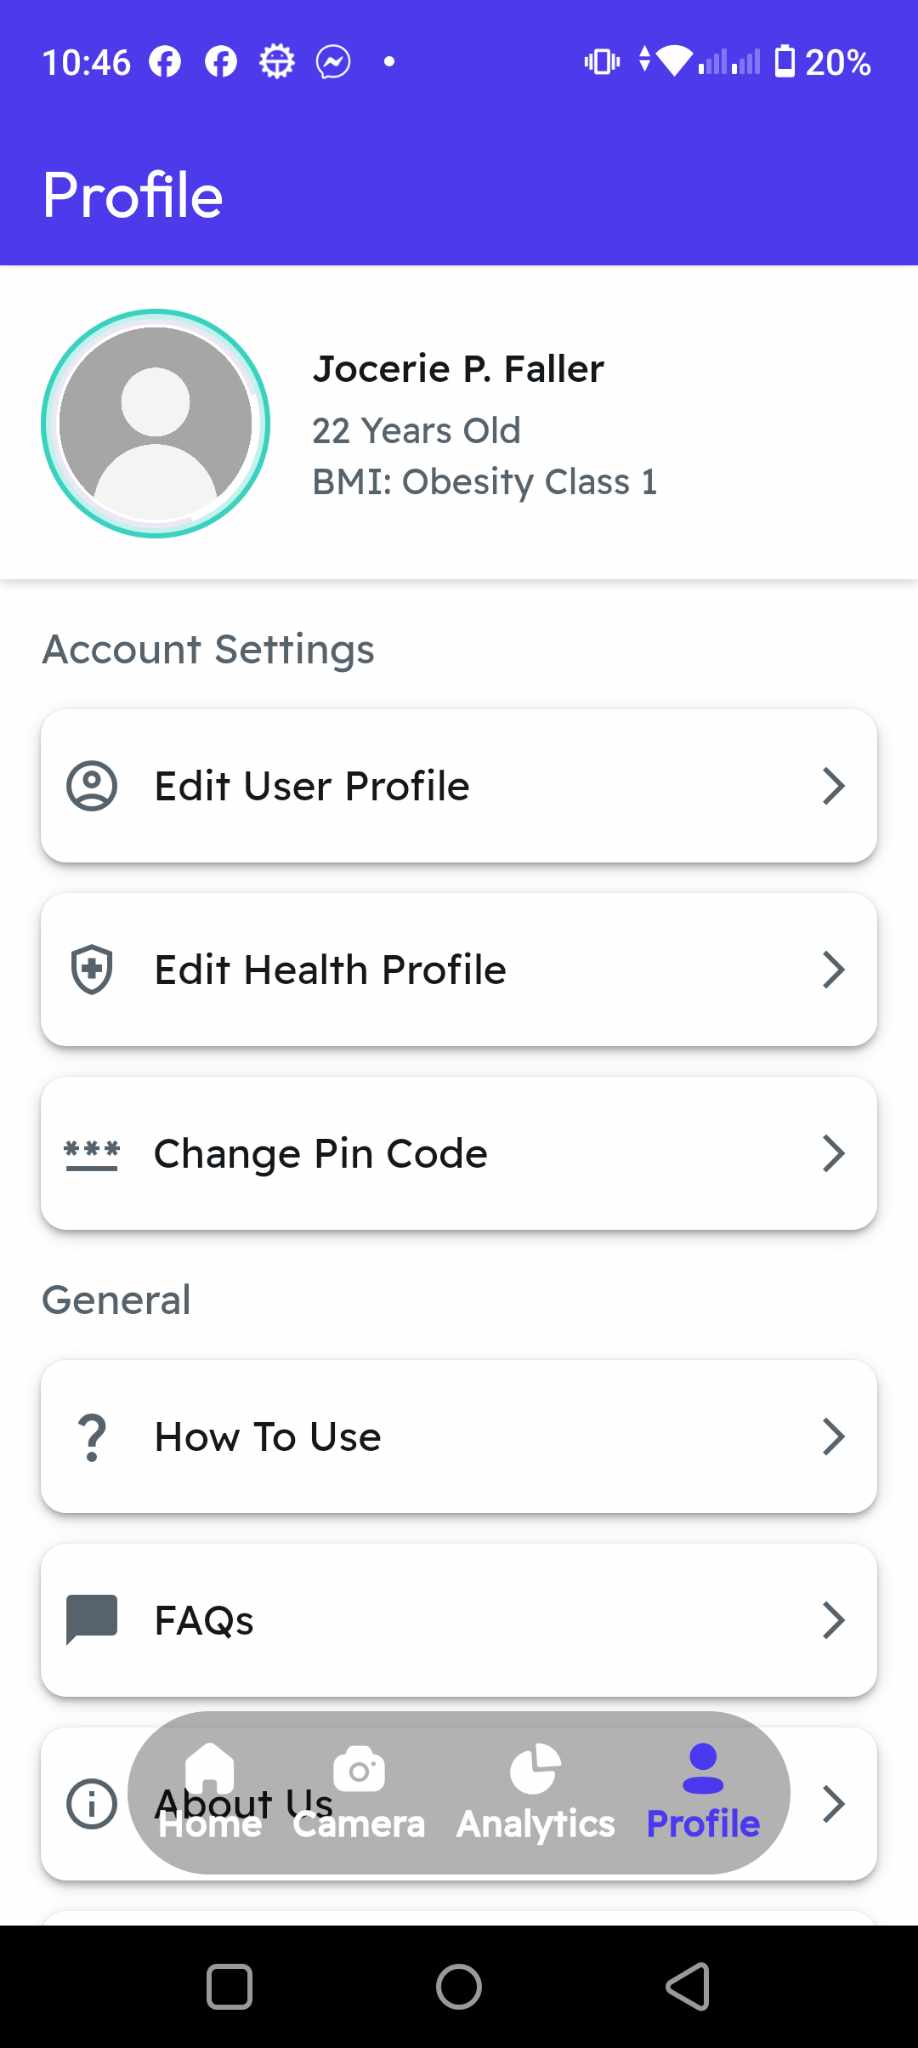 10:46
20%
Profile
Jocerie P. Faller
22 Years Old
BMI: Obesity Class 1
Account Settings
Edit User Profile
Edit Health Profile
*** Change Pin Code
General
? How To Use
FAQs
About Us
Home Camera Analytics Profile